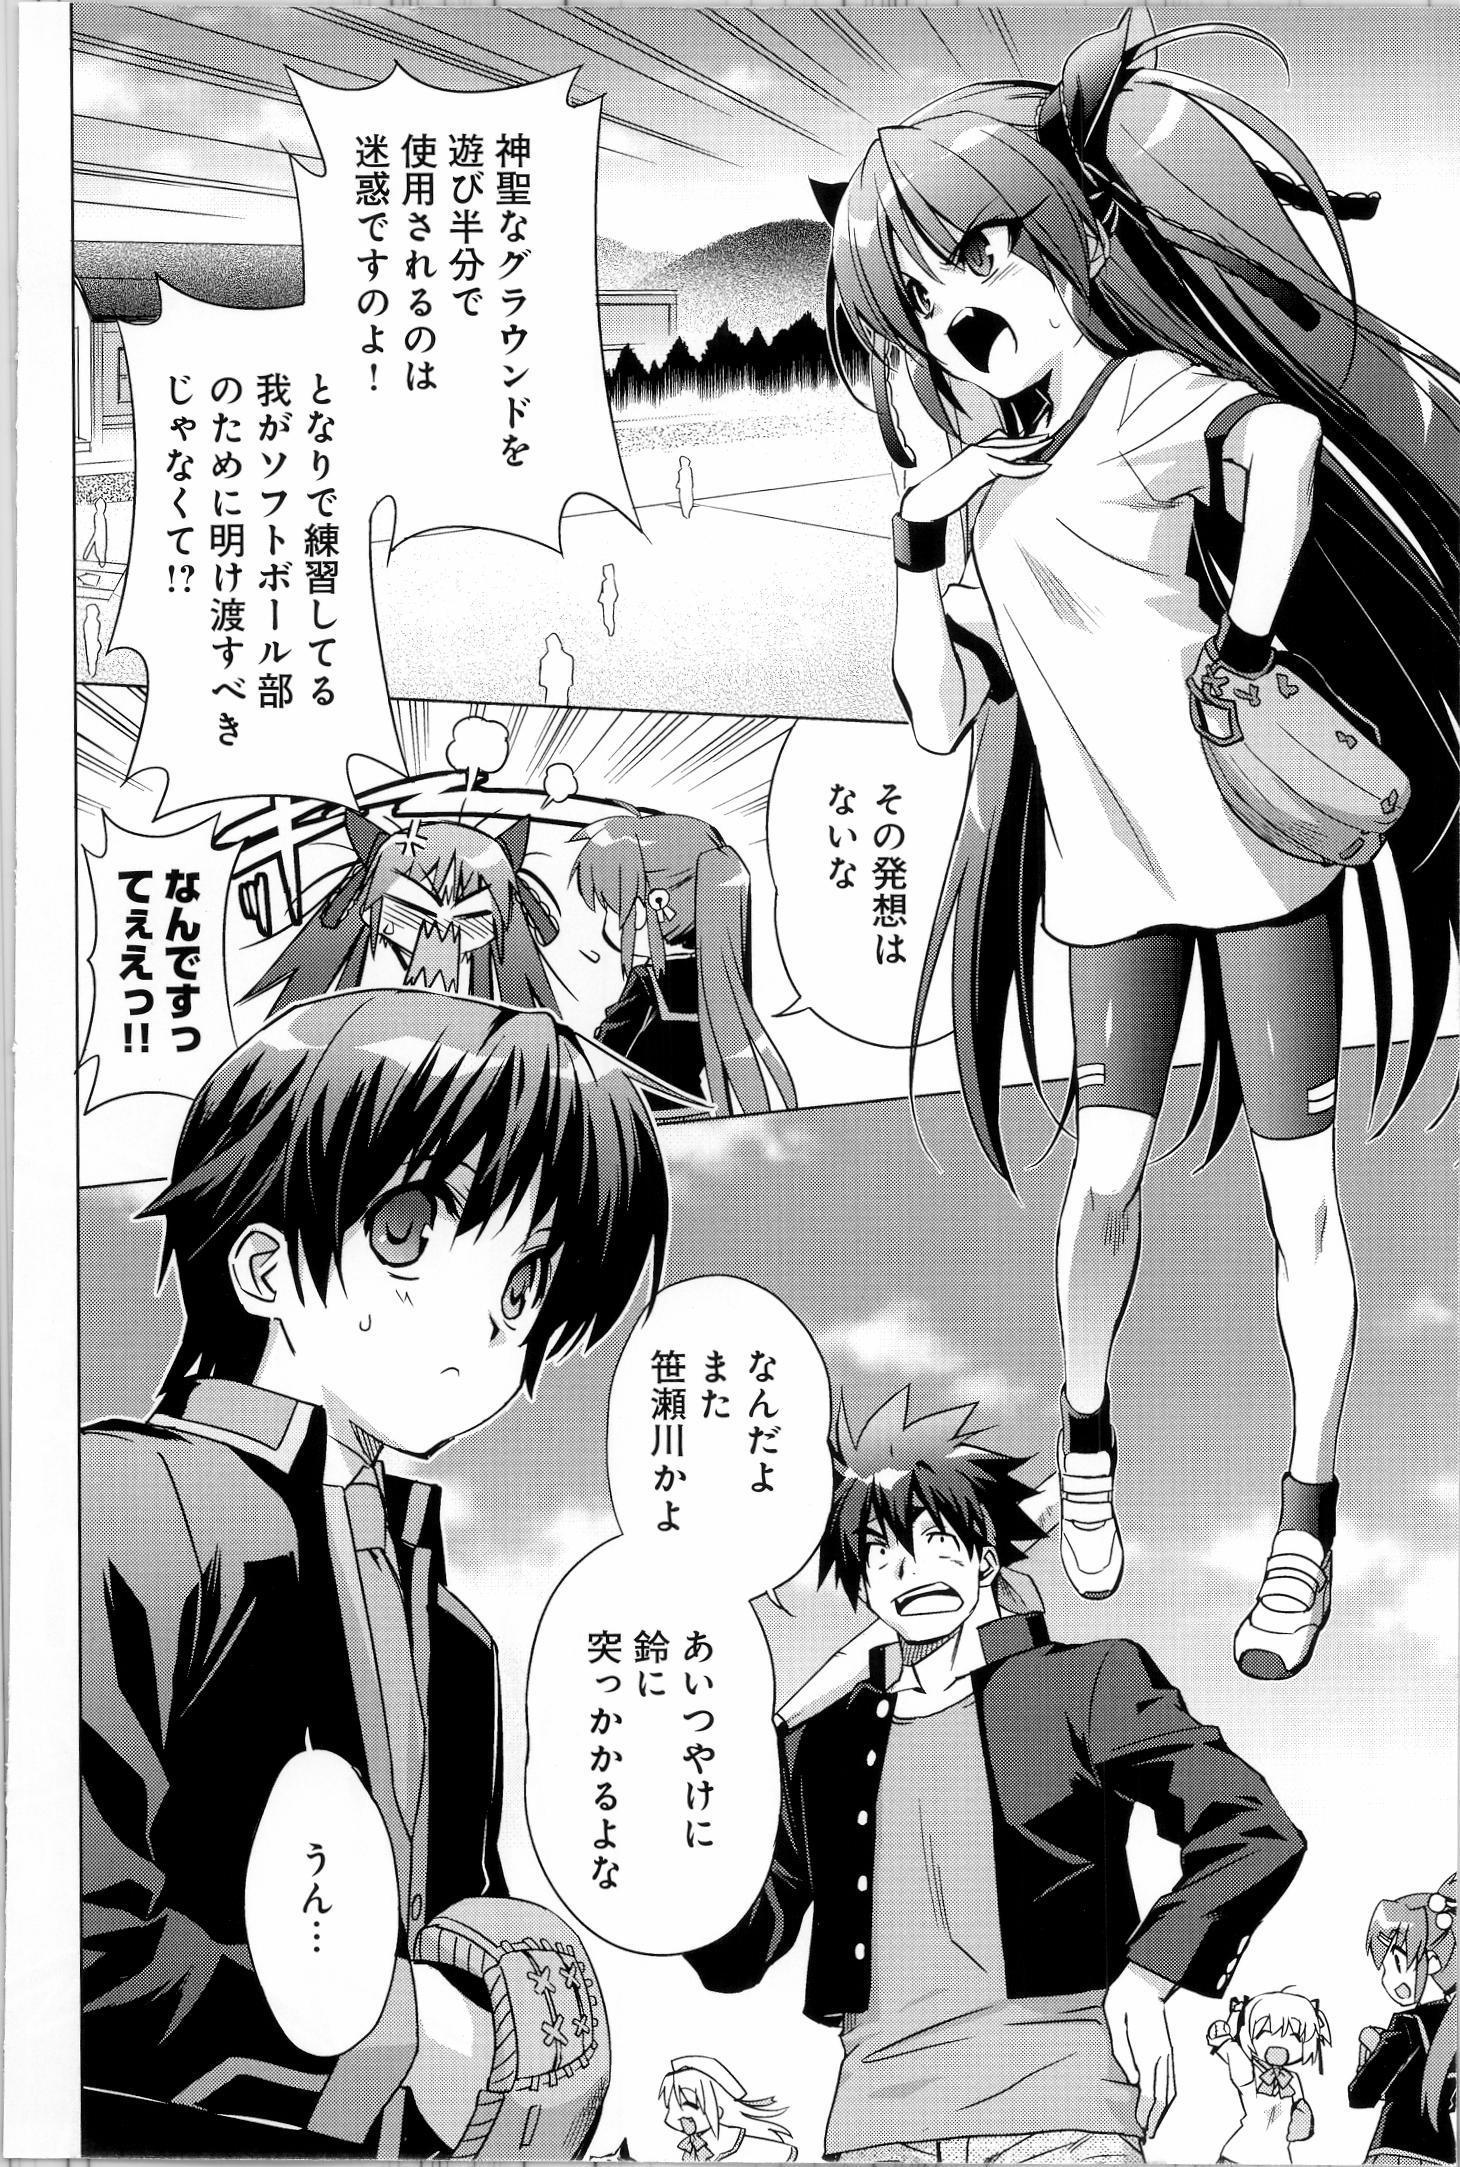 神聖なグラウンドを
遊び半分で
使用されるのは
迷惑ですのよ！
となりで練習してる
我がソフトボール部
のために明け渡すべき
じゃなくて!?
その発想は
ないな
キーッ
なんですっ
てぇえっ!!
なんだよ
また
笹瀬川かよ
あいつやけに
鈴に
突っかかるよな
うん…